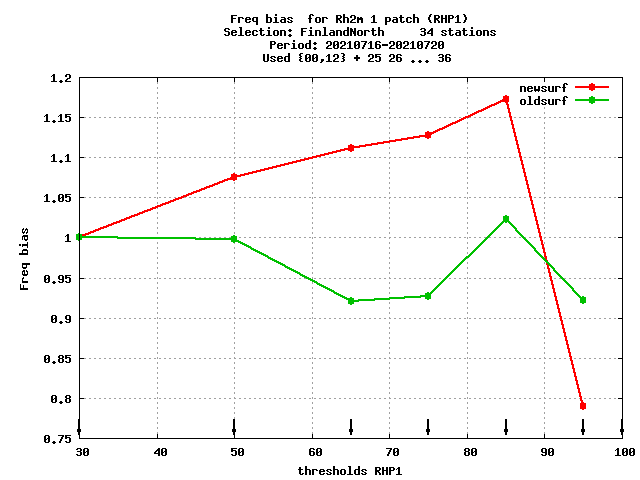 Freq bias  for Rh2m 1 patch (RHP1)
Selection: FinlandNorth     34 stations
Period: 20210716-20210720
Used {00,12} + 25 26 ... 36
newsurf
oldsurf
1.2
1.15
1.1
1.05
1
0.95
0.9
0.85
0.8
0.75
Freq bias
30 40 50 60 70 80 90 100
thresholds RHP1